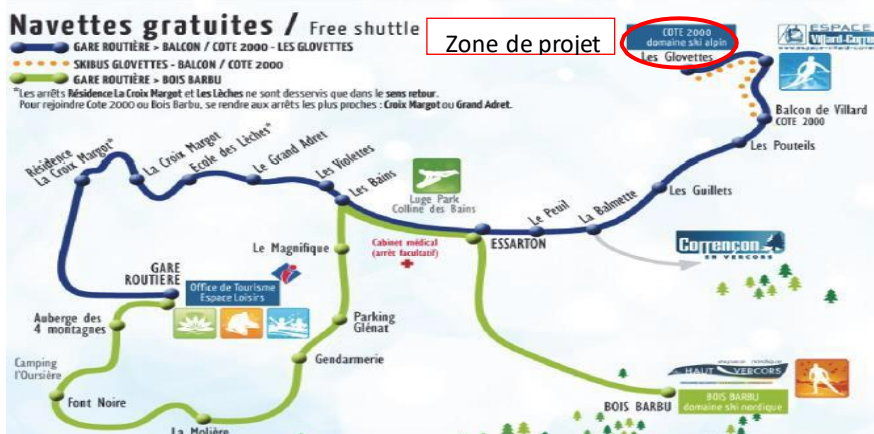 Navettes gratuites / Free shuttle
GARE ROUTIÈRE > BALCON / COTE 2000 - LES GLOVETTES
SKIBUS GLOVETTES - BALCON / COTE 2000
GARE ROUTIÈRE > BOIS BARBU
*Les arrêts Résidence La Croix Margot et Les Lèches ne sont desservis que dans le sens retour.
Pour rejoindre Cote 2000 ou Bois Barbu, se rendre aux arrêts les plus proches : Croix Margot ou Grand Adret.
Zone de projet
COTE 2000
domaine ski alpin
Les Glovettes
ESPACE
Villard-Corren
Balcon de Villard
COTE 2000
Les Pouteils
Les Guillets
La Balmette
Le Peuil
ESSARTON
Corrençon
EN VERCORS
Résidence
La Croix Margot*
La Croix Margot
Ecole des Lèches*
Le Grand Adret
Les Violettes
Les Bains
Luge Park
Colline des Bains
Cabinet médical
(arrêt facultatif)
Le Magnifique
GARE
ROUTIÈRE
Office de Tourisme
Espace Loisirs
Auberge des
4 montagnes
Parking
Glénat
Gendarmerie
Camping
l'Oursière
Font Noire
La Molière
espace nordique
HAUT VERCORS
BOIS BARBU
BOIS BARBU
domaine ski nordique